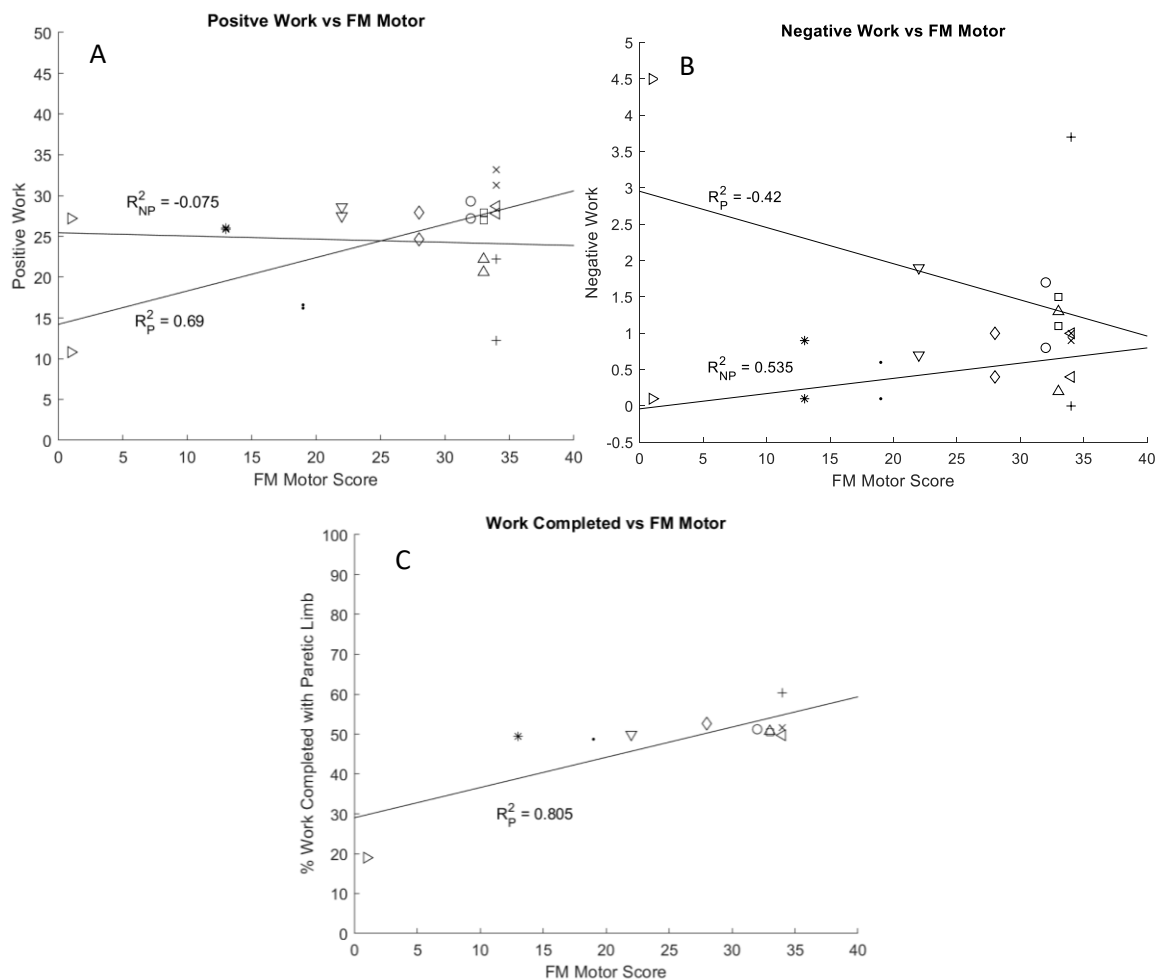 Positve Work vs FM Motor
A
50
45
40
35
30
25
20
15
10
5
0
Positive Work
R²NP = -0.075
R²P = 0.69
0 5 10 15 20 25 30 35 40
FM Motor Score
Negative Work vs FM Motor
B
5
4.5
4
3.5
3
2.5
2
1.5
1
0.5
0
-0.5
Negative Work
R²P = -0.42
R²NP = 0.535
0 5 10 15 20 25 30 35 40
FM Motor Score
Work Completed vs FM Motor
C
100
90
80
70
60
50
40
30
20
10
0
% Work Completed with Paretic Limb
R²P = 0.805
0 5 10 15 20 25 30 35 40
FM Motor Score